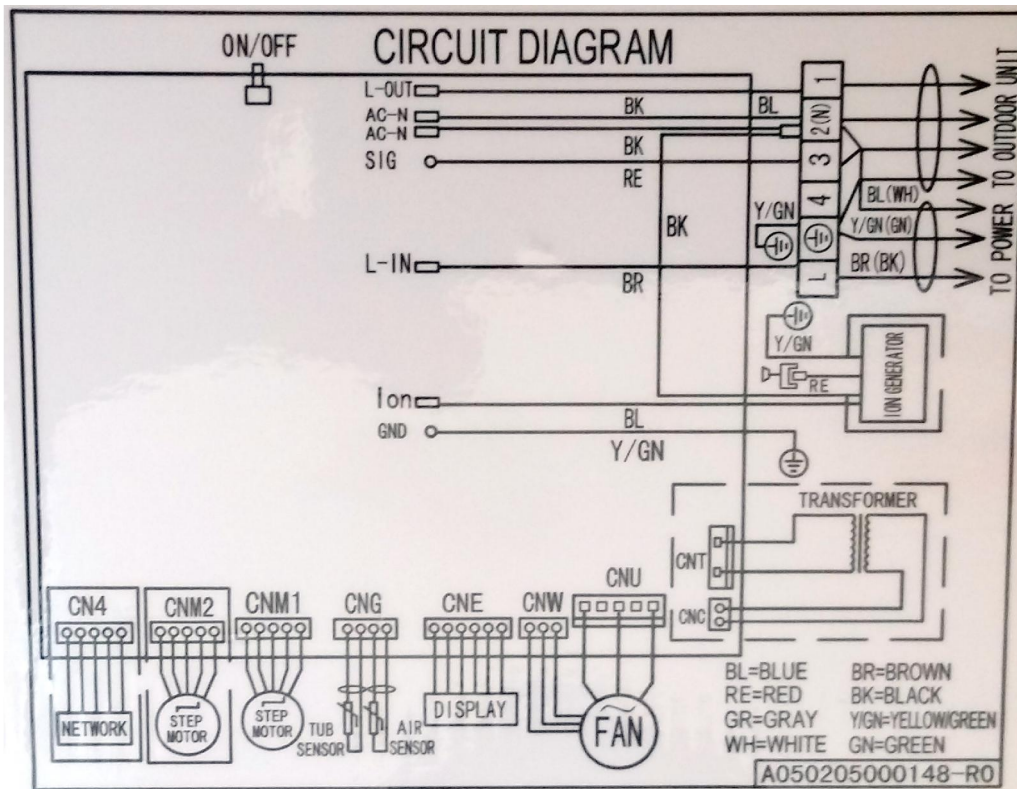 ON/OFF
CIRCUIT DIAGRAM
L-OUT
AC-N
AC-N
SIG
BK
BL
BK
RE
BK
1
2(N)
3
4
L
Y/GN
BL(WH)
Y/GN(GN)
BR(BK)
TO OUTDOOR UNIT
TO POWER
L-IN
BR
Y/GN
RE
ION GENERATOR
Ion
BL
GND
Y/GN
TRANSFORMER
CNT
CNC
CN4
CNM2
CNM1
CNG
CNE
CNW
CNU
NETWORK
STEP
MOTOR
STEP
MOTOR
TUB
SENSOR
AIR
SENSOR
DISPLAY
FAN
BL=BLUE BR=BROWN
RE=RED BK=BLACK
GR=GRAY Y/GN=YELLOW/GREEN
WH=WHITE GN=GREEN
A050205000148-R0